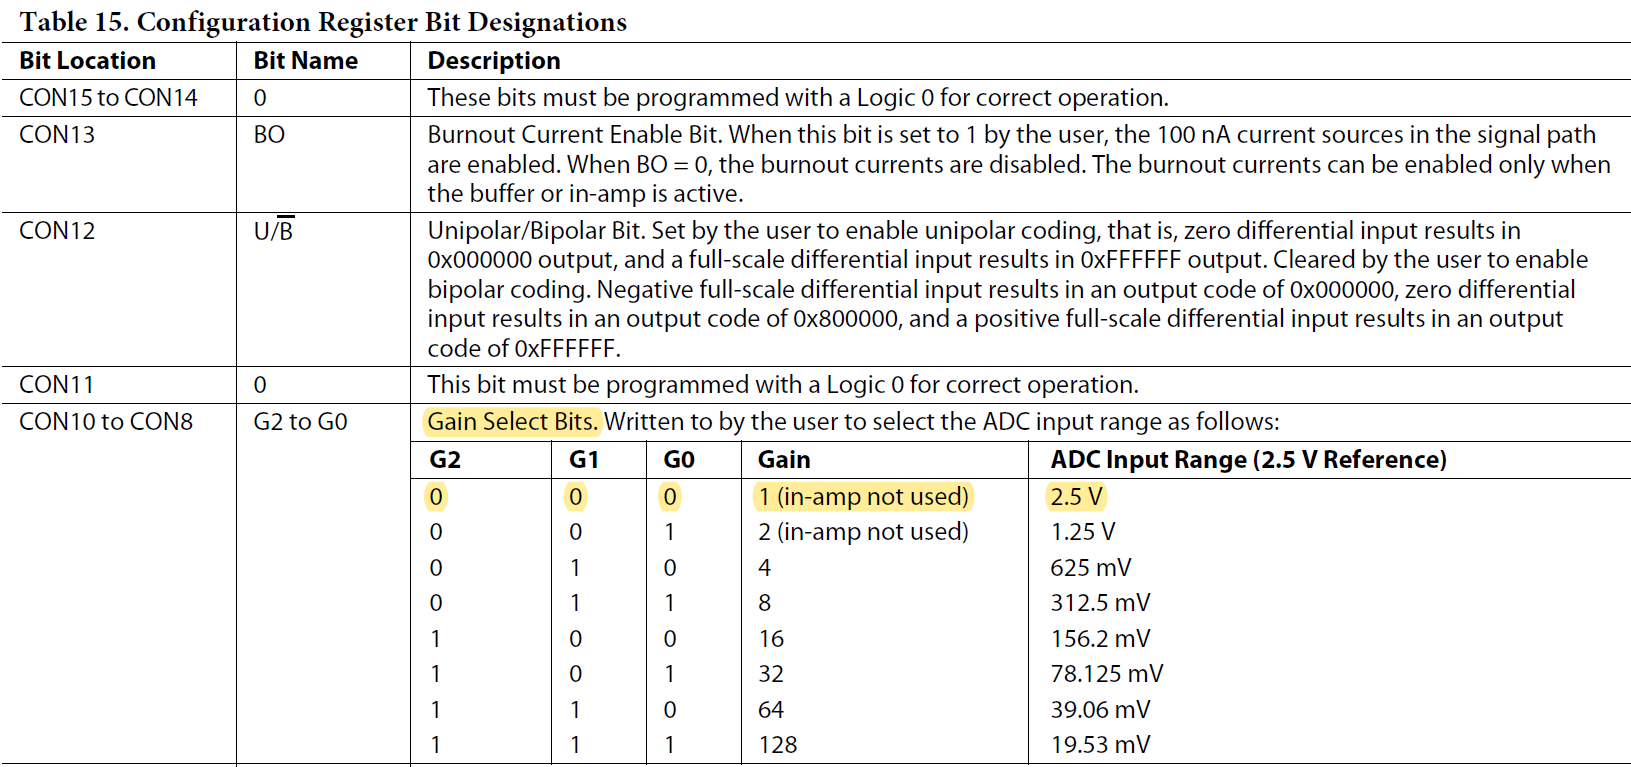 Table 15. Configuration Register Bit Designations
Bit Location Bit Name Description
CON15 to CON14 0 These bits must be programmed with a Logic 0 for correct operation.
CON13 BO Burnout Current Enable Bit. When this bit is set to 1 by the user, the 100 nA current sources in the signal path
are enabled. When BO = 0, the burnout currents are disabled. The burnout currents can be enabled only when
the buffer or in-amp is active.
CON12 U/B̅ Unipolar/Bipolar Bit. Set by the user to enable unipolar coding, that is, zero differential input results in
0x000000 output, and a full-scale differential input results in 0xFFFFFF output. Cleared by the user to enable
bipolar coding. Negative full-scale differential input results in an output code of 0x000000, zero differential
input results in an output code of 0x800000, and a positive full-scale differential input results in an output
code of 0xFFFFFF.
CON11 0 This bit must be programmed with a Logic 0 for correct operation.
CON10 to CON8 G2 to G0 Gain Select Bits. Written to by the user to select the ADC input range as follows:
G2 G1 G0 Gain ADC Input Range (2.5 V Reference)
0 0 0 1 (in-amp not used) 2.5 V
0 0 1 2 (in-amp not used) 1.25 V
0 1 0 4 625 mV
0 1 1 8 312.5 mV
1 0 0 16 156.2 mV
1 0 1 32 78.125 mV
1 1 0 64 39.06 mV
1 1 1 128 19.53 mV